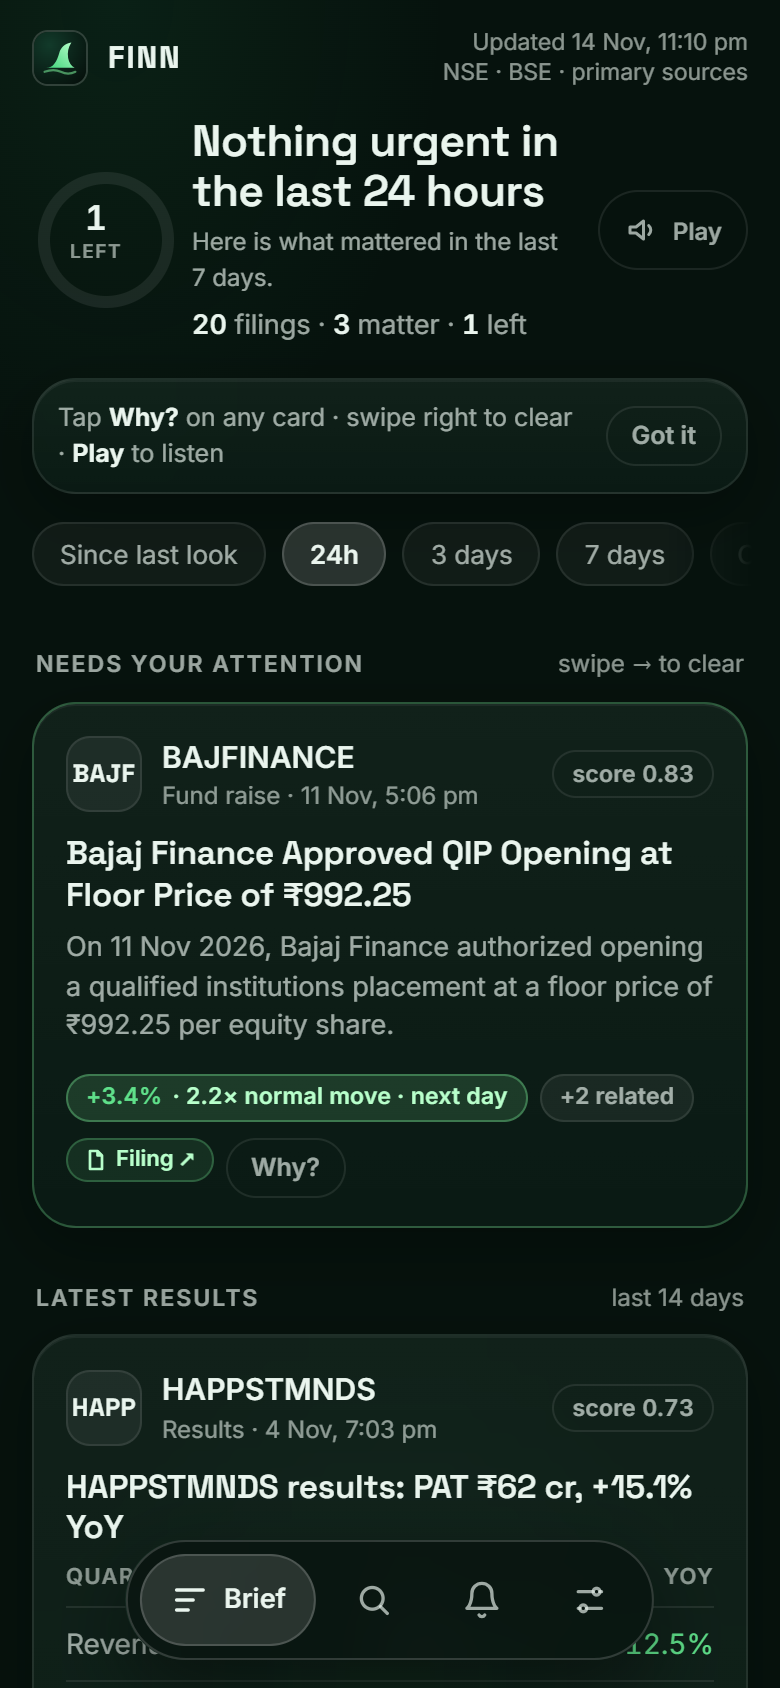 FINN
Updated 14 Nov, 11:10 pm
NSE · BSE · primary sources
1
LEFT
Nothing urgent in
the last 24 hours
Here is what mattered in the last
7 days.
20 filings · 3 matter · 1 left
Play
Tap Why? on any card · swipe right to clear
· Play to listen
Got it
Since last look
24h
3 days
7 days
NEEDS YOUR ATTENTION
swipe → to clear
BAJF
BAJFINANCE
Fund raise · 11 Nov, 5:06 pm
score 0.83
Bajaj Finance Approved QIP Opening at
Floor Price of ₹992.25
On 11 Nov 2026, Bajaj Finance authorized opening
a qualified institutions placement at a floor price of
₹992.25 per equity share.
+3.4% · 2.2× normal move · next day
+2 related
Filing ↗
Why?
LATEST RESULTS
last 14 days
HAPP
HAPPSTMNDS
Results · 4 Nov, 7:03 pm
score 0.73
HAPPSTMNDS results: PAT ₹62 cr, +15.1%
YoY
YOY
Brief
12.5%